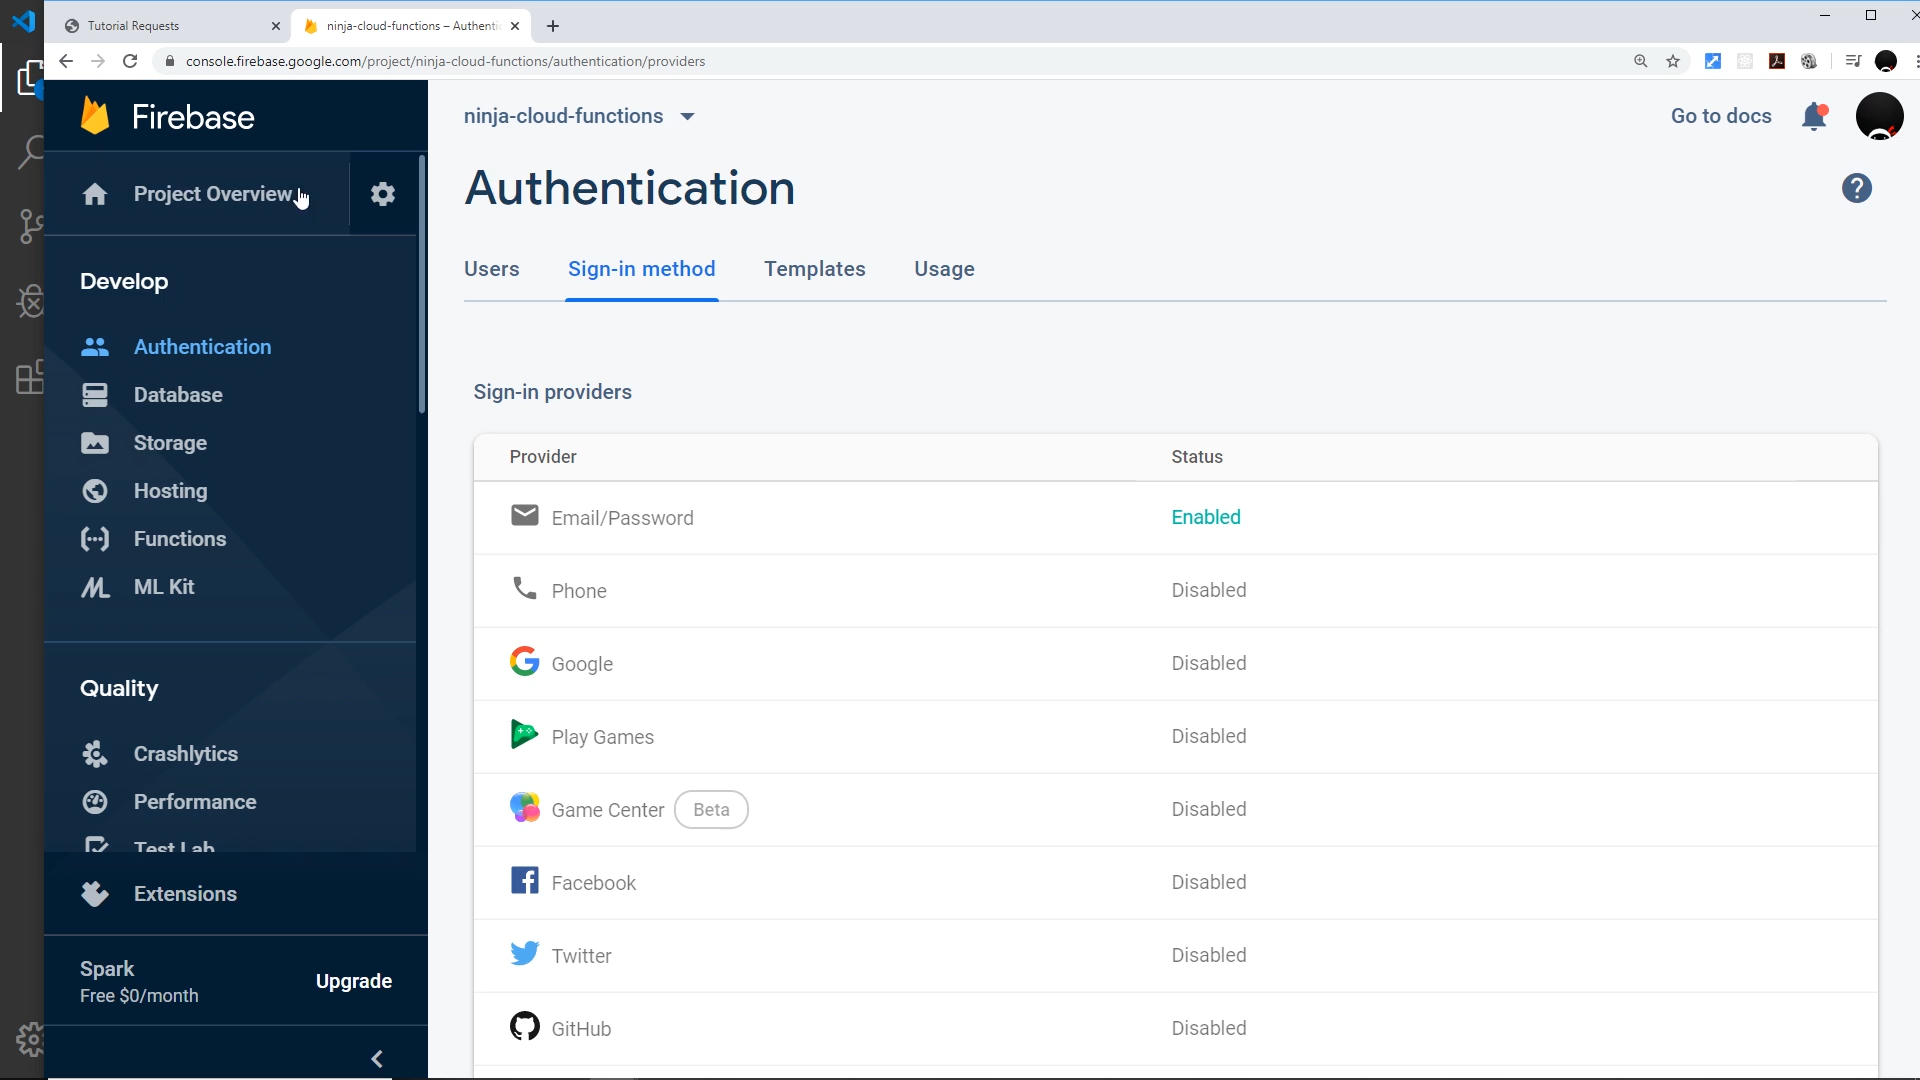 Tutorial Requests
ninja-cloud-functions – Authenti
console.firebase.google.com/project/ninja-cloud-functions/authentication/providers
Firebase
ninja-cloud-functions
Go to docs
Project Overview
Authentication
Users
Sign-in method
Templates
Usage
Develop
Authentication
Database
Storage
Hosting
Functions
ML Kit
Quality
Crashlytics
Performance
Test Lab
Extensions
Spark
Free $0/month
Upgrade
Sign-in providers
Provider
Status
Email/Password
Enabled
Phone
Disabled
Google
Disabled
Play Games
Disabled
Game Center
Beta
Disabled
Facebook
Disabled
Twitter
Disabled
GitHub
Disabled